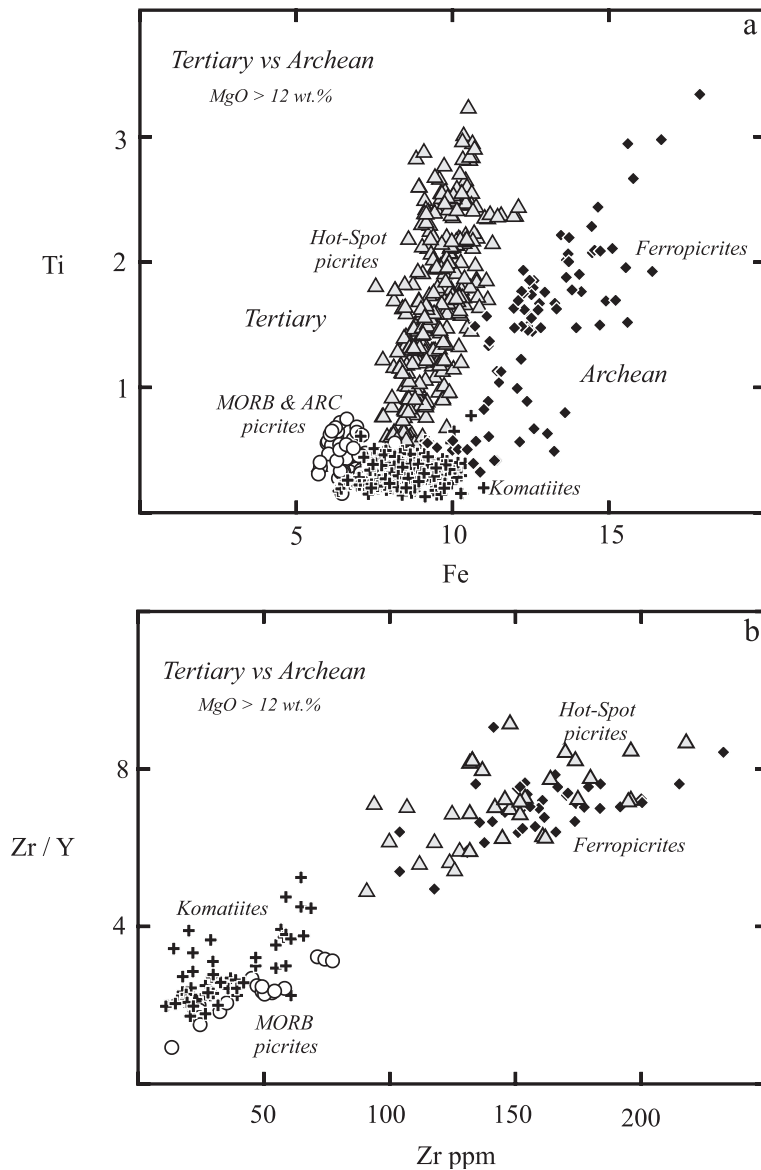 a
Tertiary vs Archean
MgO > 12 wt.%
3
Hot-Spot
picrites
Ferropicrites
Ti
2
Tertiary
1
MORB & ARC
picrites
Archean
Komatiites
5
10
15
Fe
b
Tertiary vs Archean
MgO > 12 wt.%
Hot-Spot
picrites
8
Zr / Y
Ferropicrites
4
Komatiites
MORB
picrites
50
100
150
200
Zr ppm